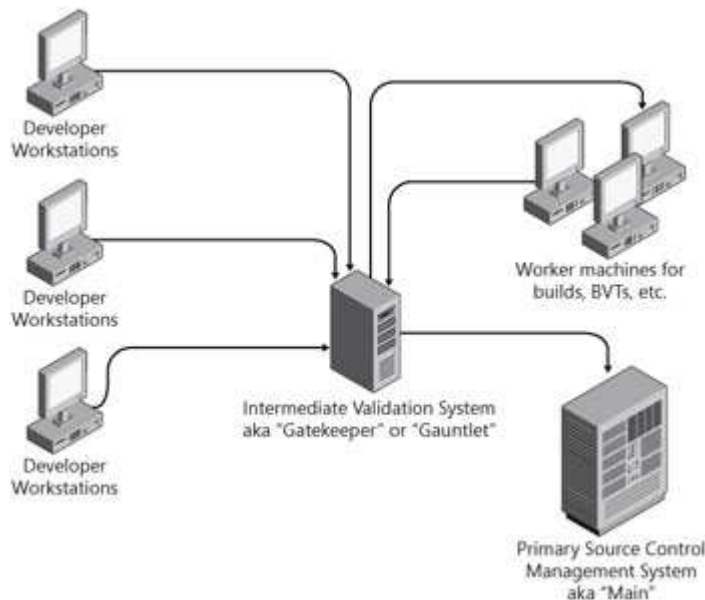 Developer
Workstations
Worker machines for
builds, BVTs, etc.
Developer
Workstations
Intermediate Validation System
aka "Gatekeeper" or "Gauntlet"
Developer
Workstations
Primary Source Control
Management System
aka "Main"